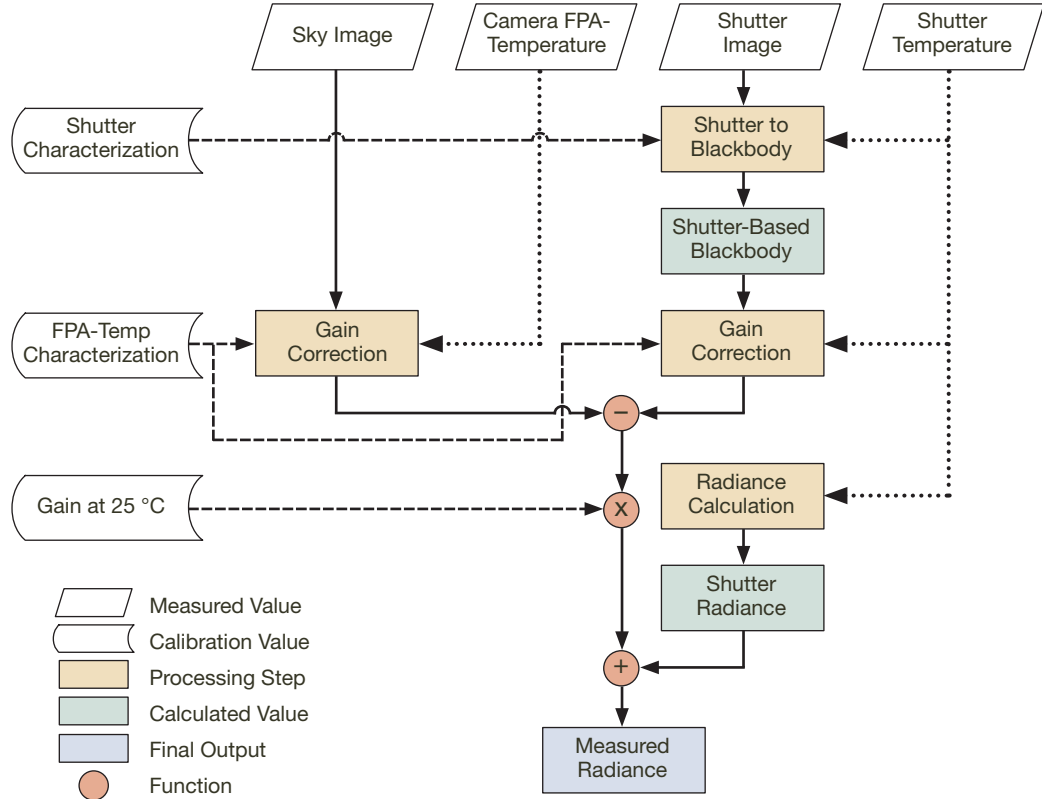 Sky Image
Camera FPA-
Temperature
Shutter
Image
Shutter
Temperature
Shutter
Characterization
Shutter to
Blackbody
Shutter-Based
Blackbody
FPA-Temp
Characterization
Gain
Correction
Gain
Correction
−
Gain at 25 °C
X
Radiance
Calculation
Shutter
Radiance
+
Measured
Radiance
Measured Value
Calibration Value
Processing Step
Calculated Value
Final Output
Function